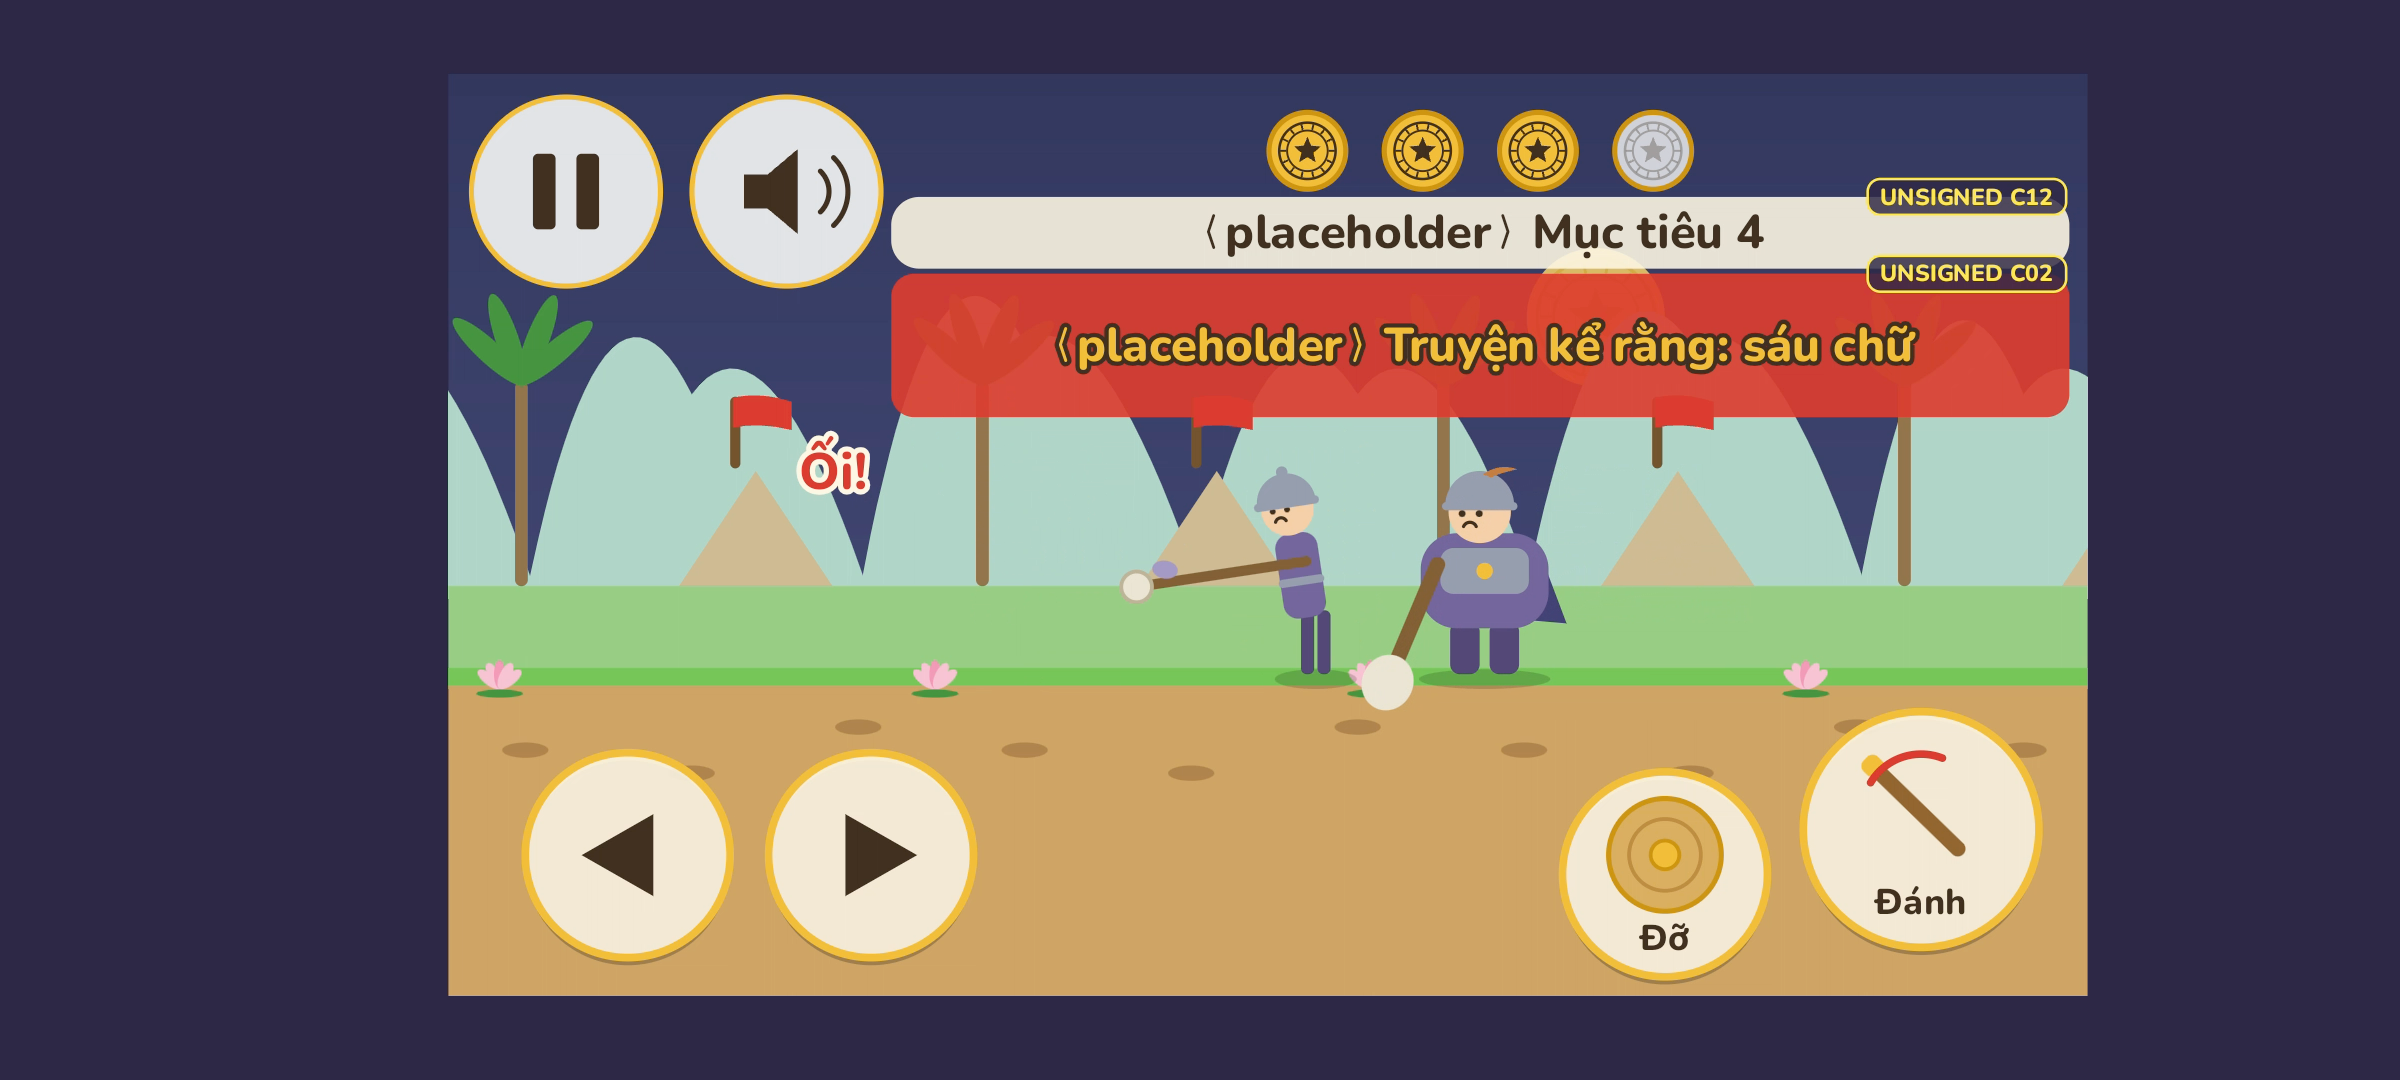 UNSIGNED C12
⟨placeholder⟩ Mục tiêu 4
UNSIGNED C02
⟨placeholder⟩ Truyện kể rằng: sáu chữ
Ối!
Đánh
Đỡ